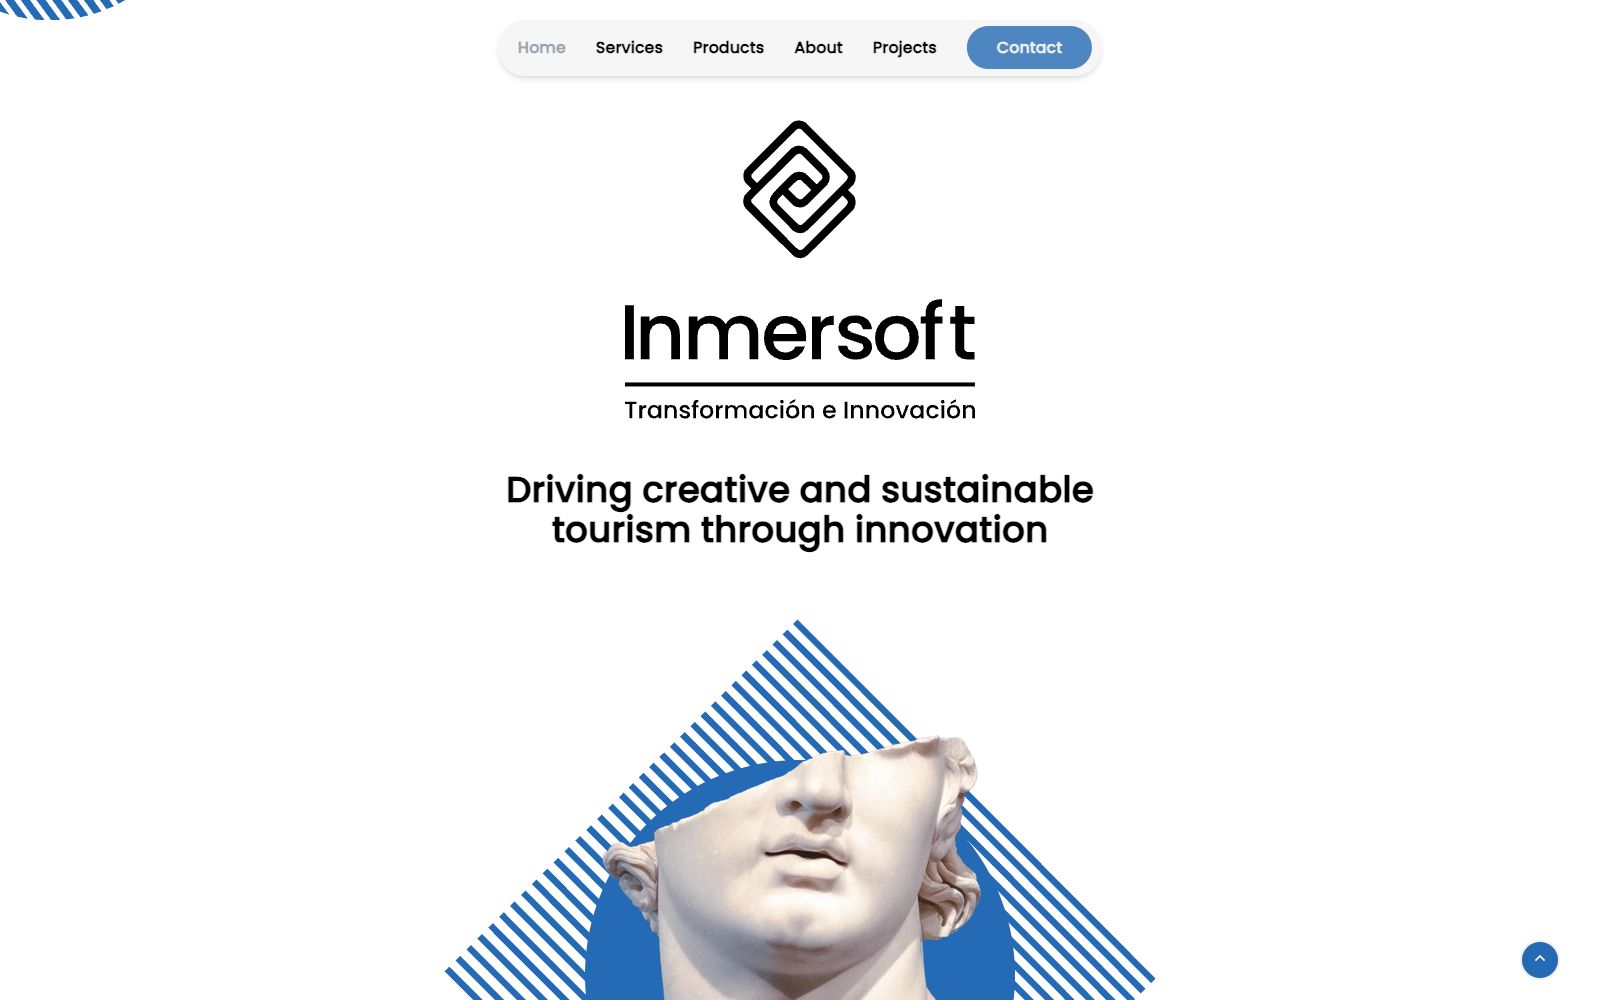 Home Services Products About Projects Contact
Inmersoft
Transformación e Innovación
Driving creative and sustainable
tourism through innovation